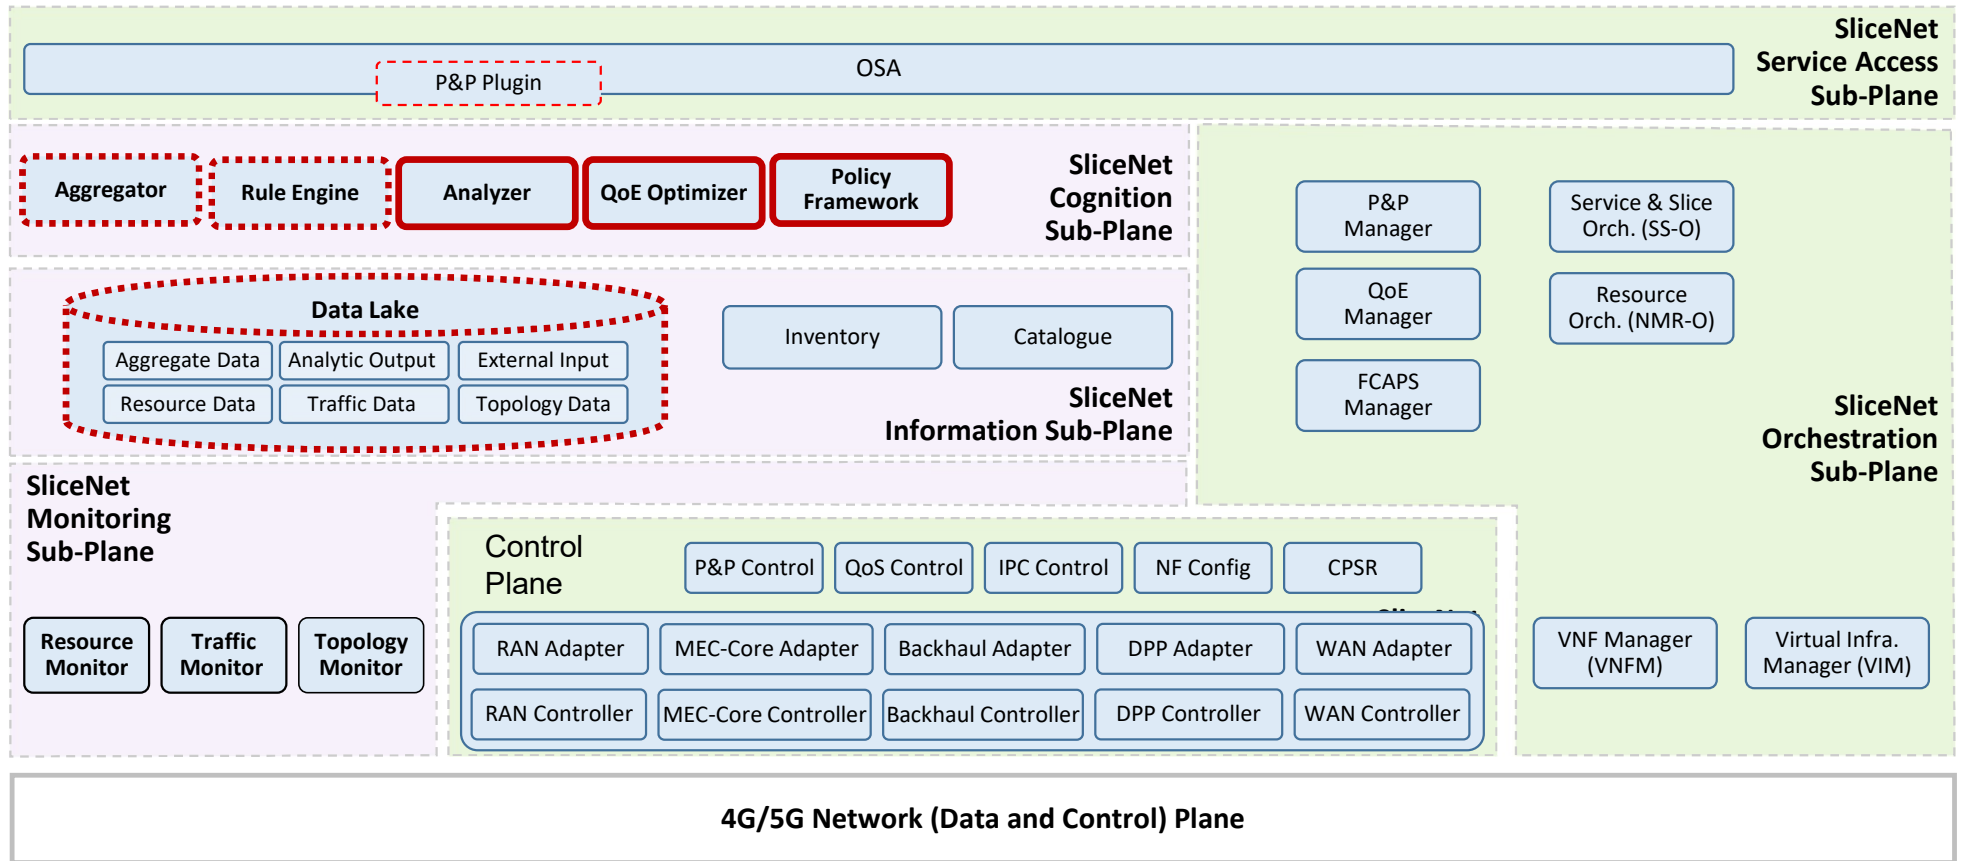 SliceNet
Service Access
Sub-Plane
OSA
P&P Plugin
SliceNet
Cognition
Sub-Plane
Aggregator
Rule Engine
Analyzer
QoE Optimizer
Policy
Framework
P&P
Manager
Service & Slice
Orch. (SS-O)
QoE
Manager
Resource
Orch. (NMR-O)
FCAPS
Manager
SliceNet
Orchestration
Sub-Plane
Data Lake
Aggregate Data
Analytic Output
External Input
Resource Data
Traffic Data
Topology Data
Inventory
Catalogue
SliceNet
Information Sub-Plane
SliceNet
Monitoring
Sub-Plane
Resource
Monitor
Traffic
Monitor
Topology
Monitor
Control
Plane
P&P Control
QoS Control
IPC Control
NF Config
CPSR
RAN Adapter
MEC-Core Adapter
Backhaul Adapter
DPP Adapter
WAN Adapter
RAN Controller
MEC-Core Controller
Backhaul Controller
DPP Controller
WAN Controller
VNF Manager
(VNFM)
Virtual Infra.
Manager (VIM)
4G/5G Network (Data and Control) Plane